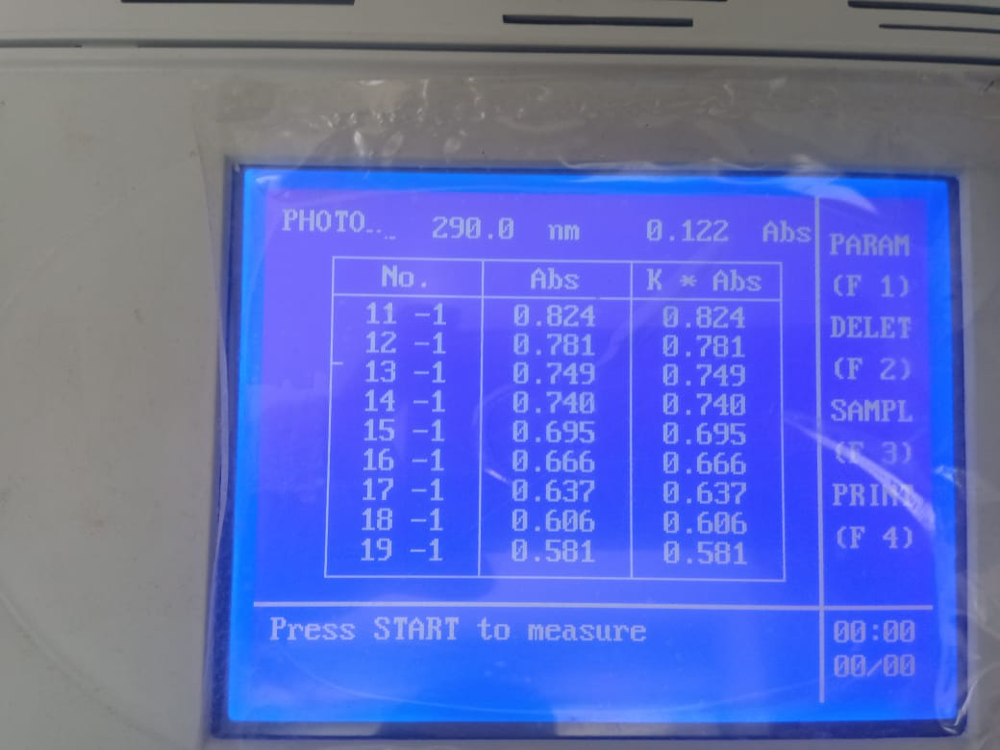 PHOTO... 290.0 nm 0.122 Abs
No. Abs K * Abs
11 -1 0.824 0.824
12 -1 0.781 0.781
13 -1 0.749 0.749
14 -1 0.740 0.740
15 -1 0.695 0.695
16 -1 0.666 0.666
17 -1 0.637 0.637
18 -1 0.606 0.606
19 -1 0.581 0.581
Press START to measure
PARAM
(F 1)
DELET
(F 2)
SAMPL
(F 3)
PRINT
(F 4)
00:00
00/00